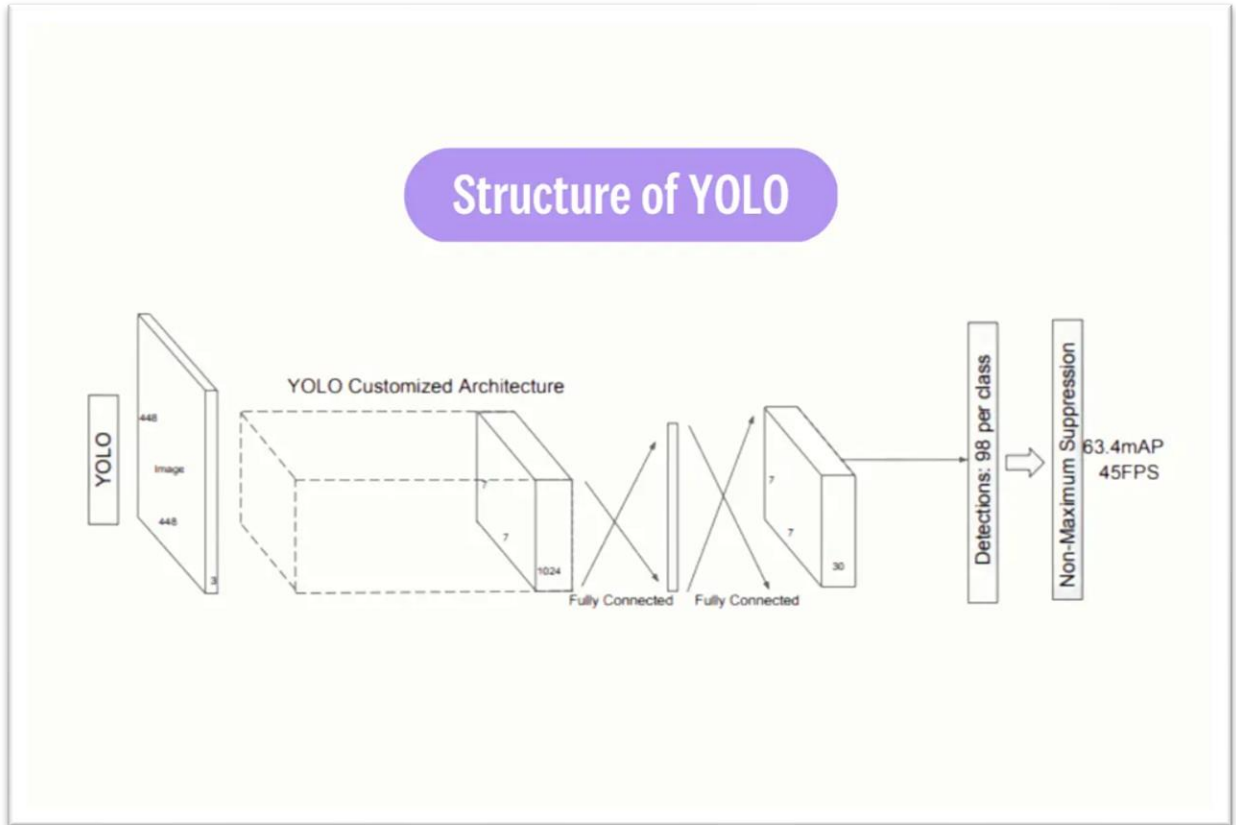 Structure of YOLO
YOLO
448
Image
448
3
YOLO Customized Architecture
7
7
1024
Fully Connected
Fully Connected
7
7
30
Detections: 98 per class
Non-Maximum Suppression
63.4mAP
45FPS